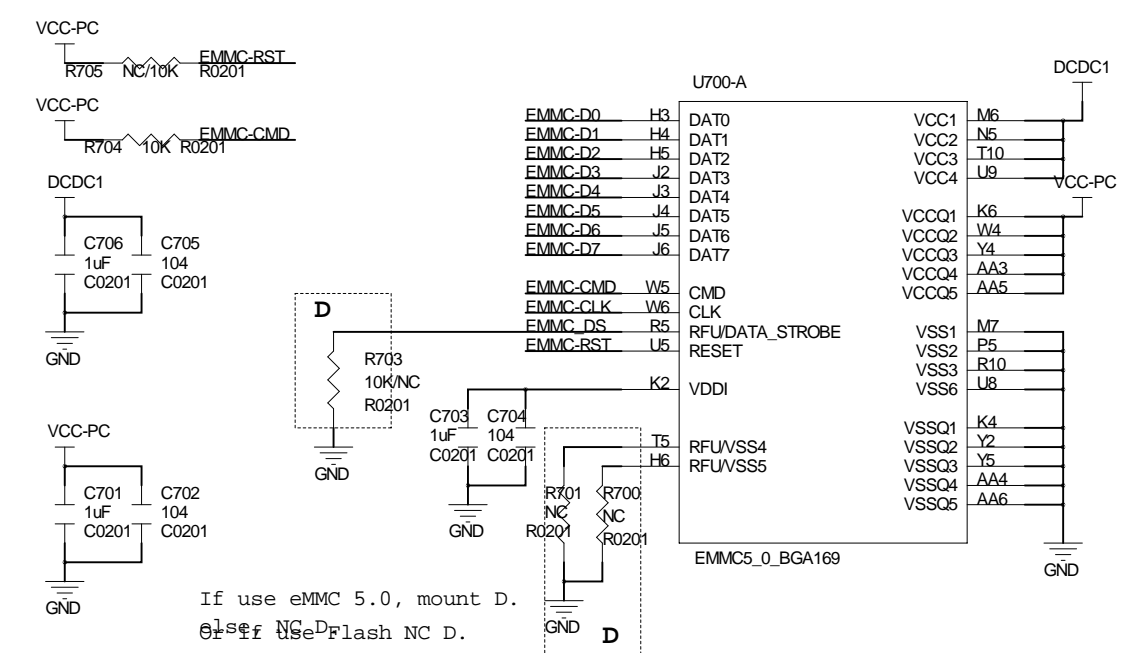 VCC-PC
R705 NC/10K R0201 EMMC-RST
VCC-PC
R704 10K R0201 EMMC-CMD
DCDC1
C706 C705
1uF 104
C0201 C0201
GND
VCC-PC
C701 C702
1uF 104
C0201 C0201
GND
D
R703
10K/NC
R0201
GND
C703 C704
1uF 104
C0201 C0201
GND
R701 R700
NC NC
R0201 R0201
GND
D
U700-A
EMMC-D0 H3 DAT0
EMMC-D1 H4 DAT1
EMMC-D2 H5 DAT2
EMMC-D3 J2 DAT3
EMMC-D4 J3 DAT4
EMMC-D5 J4 DAT5
EMMC-D6 J5 DAT6
EMMC-D7 J6 DAT7
EMMC-CMD W5 CMD
EMMC-CLK W6 CLK
EMMC_DS R5 RFU/DATA_STROBE
EMMC-RST U5 RESET
K2 VDDI
T5 RFU/VSS4
H6 RFU/VSS5
DCDC1
VCC1 M6
VCC2 N5
VCC3 T10
VCC4 U9
VCC-PC
VCCQ1 K6
VCCQ2 W4
VCCQ3 Y4
VCCQ4 AA3
VCCQ5 AA5
VSS1 M7
VSS2 P5
VSS3 R10
VSS6 U8
VSSQ1 K4
VSSQ2 Y2
VSSQ3 Y5
VSSQ4 AA4
VSSQ5 AA6
GND
EMMC5_0_BGA169
If use eMMC 5.0, mount D.
else, NC D.
Or if use Flash NC D.